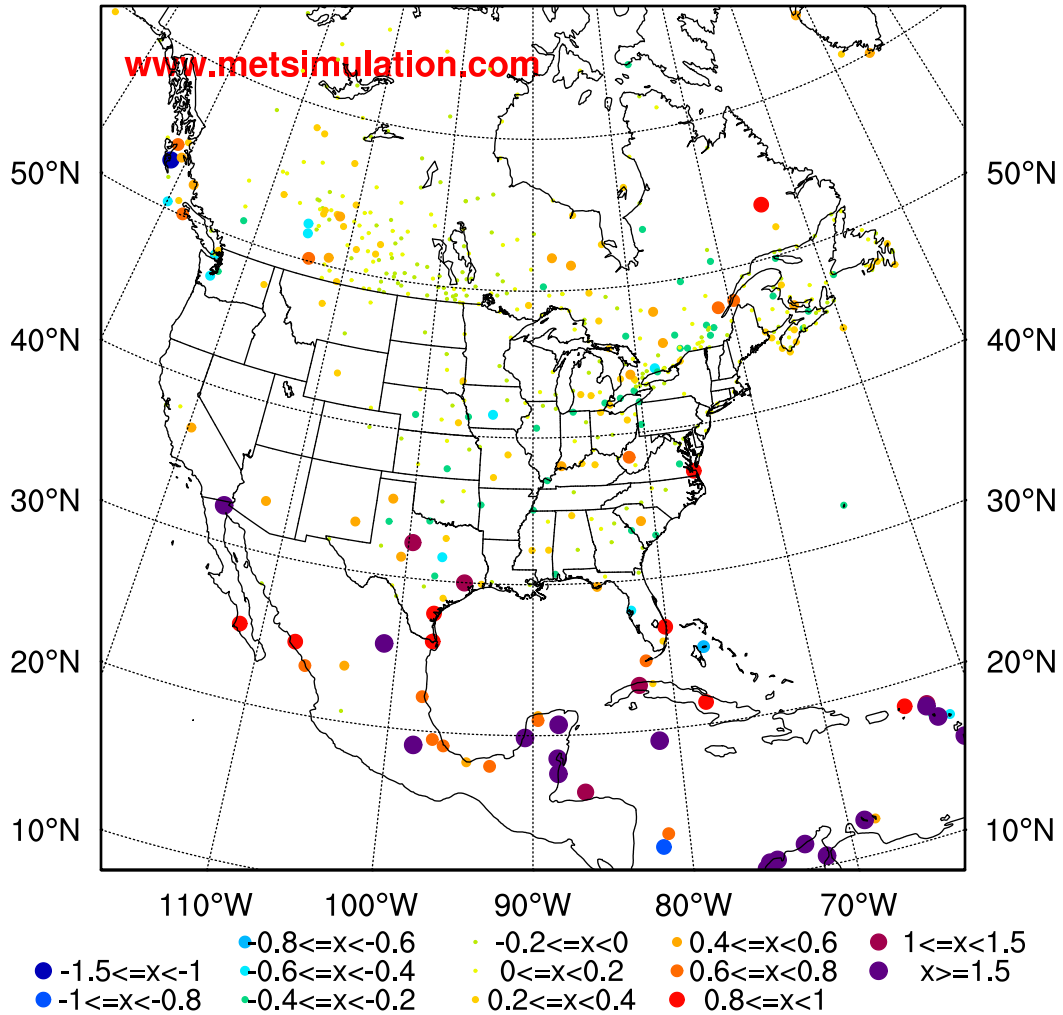 www.metsimulation.com
50°N 50°N
40°N 40°N
30°N 30°N
20°N 20°N
10°N 10°N
110°W 100°W 90°W 80°W 70°W
-0.8<=x<-0.6 -0.2<=x<0 0.4<=x<0.6 1<=x<1.5
-1.5<=x<-1 -0.6<=x<-0.4 0<=x<0.2 0.6<=x<0.8 x>=1.5
-1<=x<-0.8 -0.4<=x<-0.2 0.2<=x<0.4 0.8<=x<1